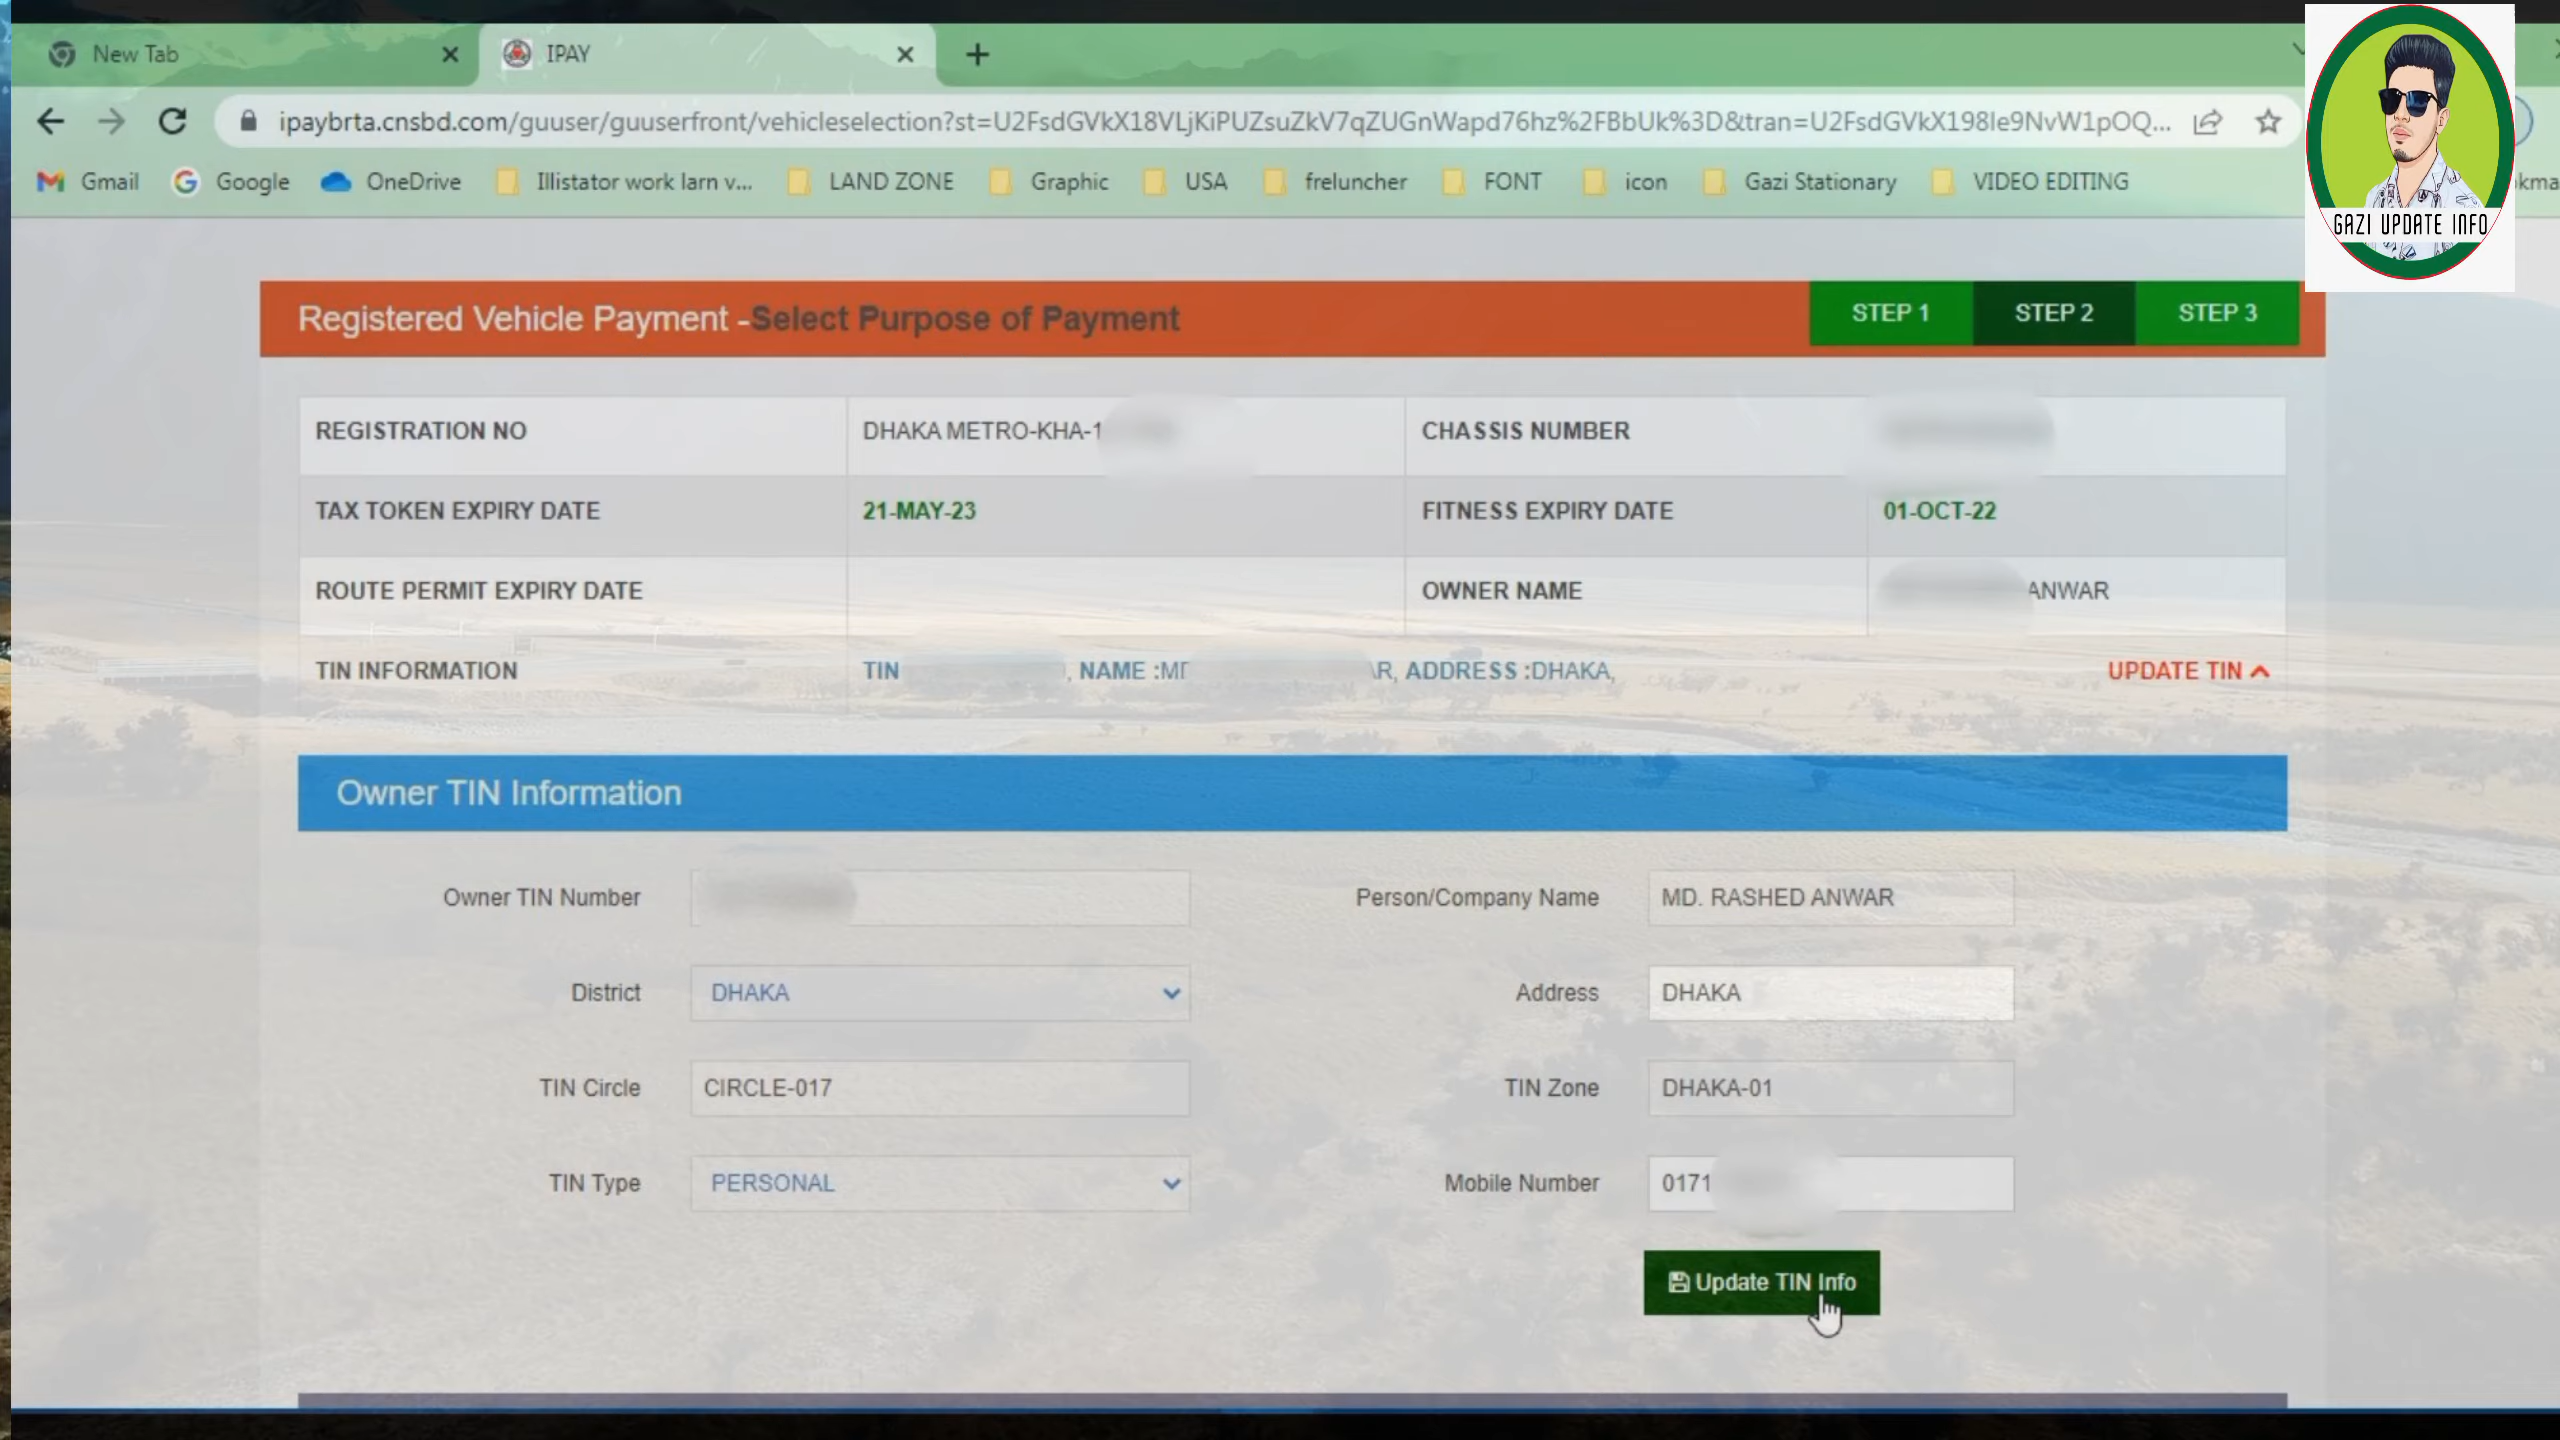 New Tab
IPAY
ipaybrta.cnsbd.com/guuser/guuserfront/vehicleselection?st=U2FsdGVkX18VLjKiPUZsuZkV7qZUGnWapd76hz%2FBbUk%3D&tran=U2FsdGVkX198le9NvW1pOQ...
Gmail Google OneDrive Illistator work larn v... LAND ZONE Graphic USA freluncher FONT icon Gazi Stationary VIDEO EDITING
GAZI UPDATE INFO
Registered Vehicle Payment -Select Purpose of Payment STEP 1 STEP 2 STEP 3
REGISTRATION NO DHAKA METRO-KHA-1 CHASSIS NUMBER
TAX TOKEN EXPIRY DATE 21-MAY-23 FITNESS EXPIRY DATE 01-OCT-22
ROUTE PERMIT EXPIRY DATE OWNER NAME ANWAR
TIN INFORMATION TIN , NAME :MD R, ADDRESS :DHAKA, UPDATE TIN
Owner TIN Information
Owner TIN Number Person/Company Name MD. RASHED ANWAR
District DHAKA Address DHAKA
TIN Circle CIRCLE-017 TIN Zone DHAKA-01
TIN Type PERSONAL Mobile Number 0171
Update TIN Info